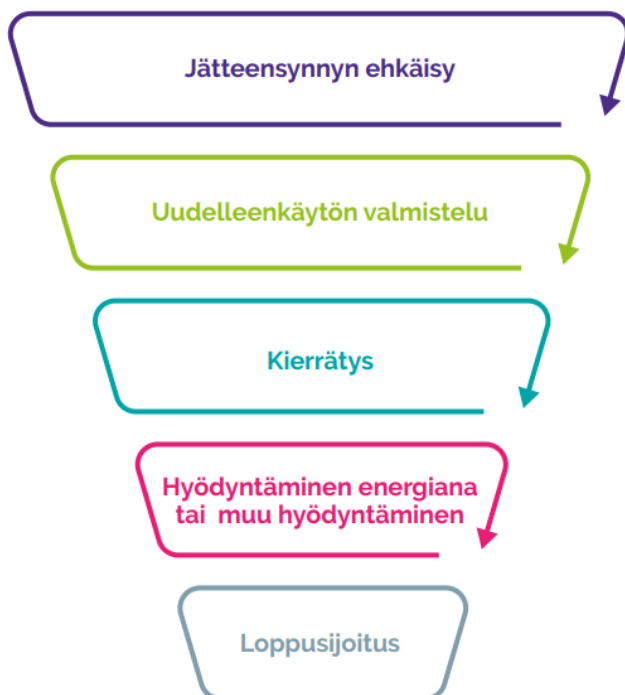 Jätteensynnyn ehkäisy
Uudelleenkäytön valmistelu
Kierrätys
Hyödyntäminen energiana
tai muu hyödyntäminen
Loppusijoitus